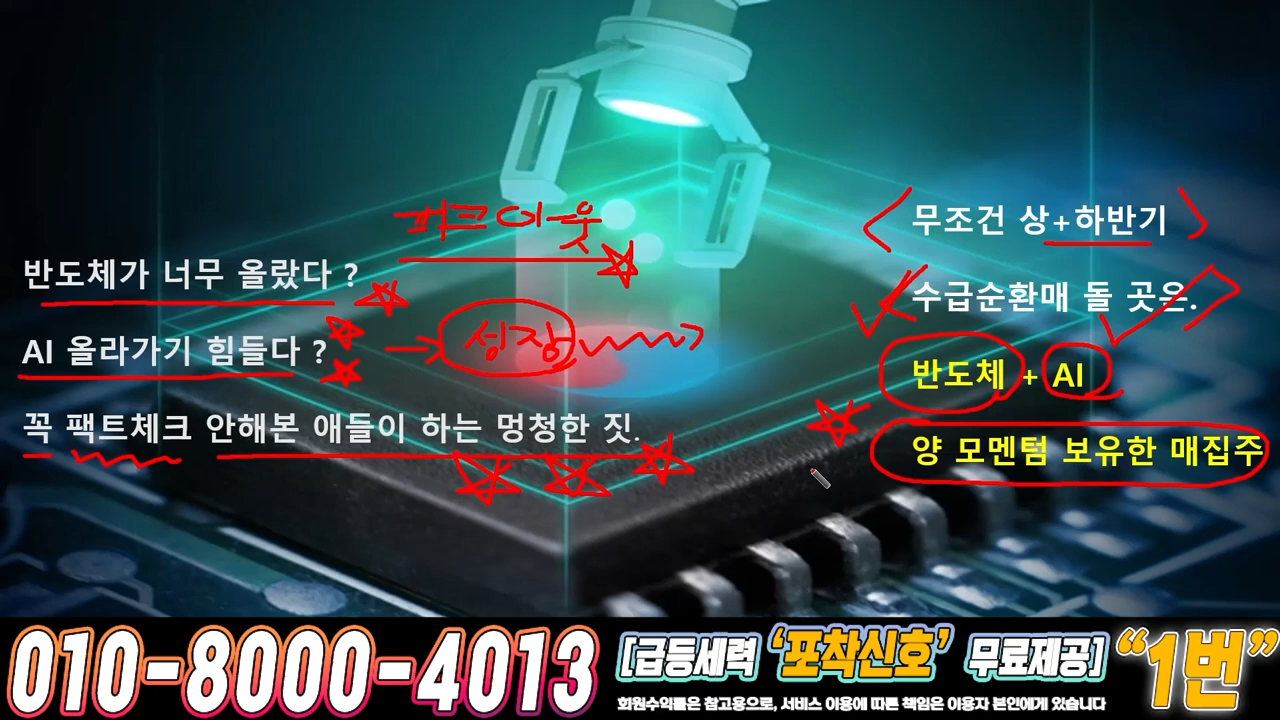 피크아웃
반도체가 너무 올랐다 ?
AI 올라가기 힘들다 ?
성장
꼭 팩트체크 안해본 애들이 하는 멍청한 짓.
무조건 상+하반기
수급순환매 돌 곳은.
반도체 + AI
양 모멘텀 보유한 매집주
010-8000-4013
[급등세력 '포착신호' 무료제공] "1번"
회원수익률은 참고용으로, 서비스 이용에 따른 책임은 이용자 본인에게 있습니다